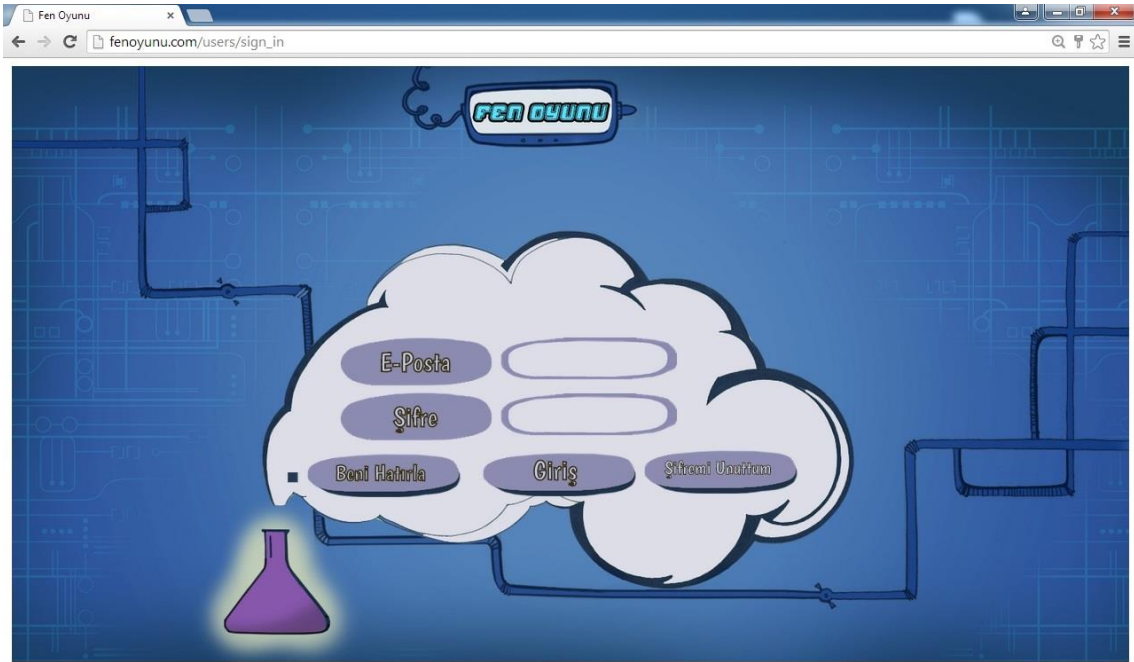 Fen Oyunu
fenoyunu.com/users/sign_in
FEN OYUNU
E-Posta
Şifre
Beni Hatırla Giriş Şifremi Unuttum